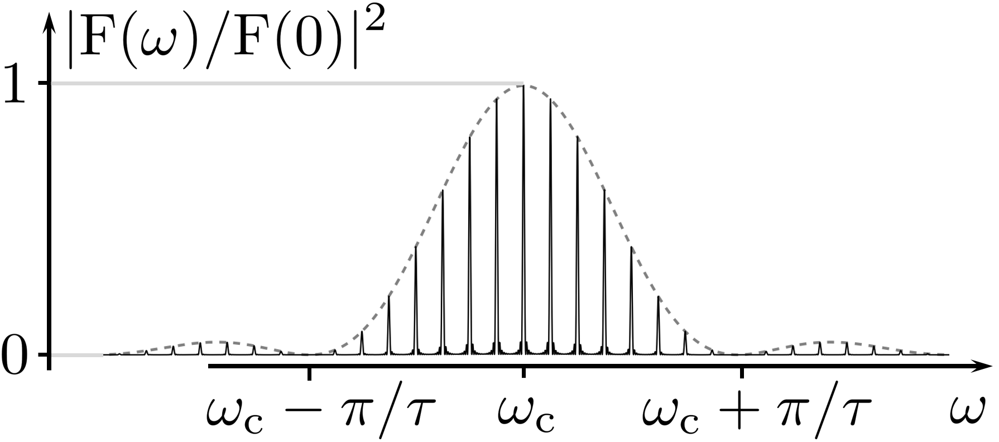 |F(ω)/F(0)|²
1
0
ω_c − π/τ
ω_c
ω_c + π/τ
ω